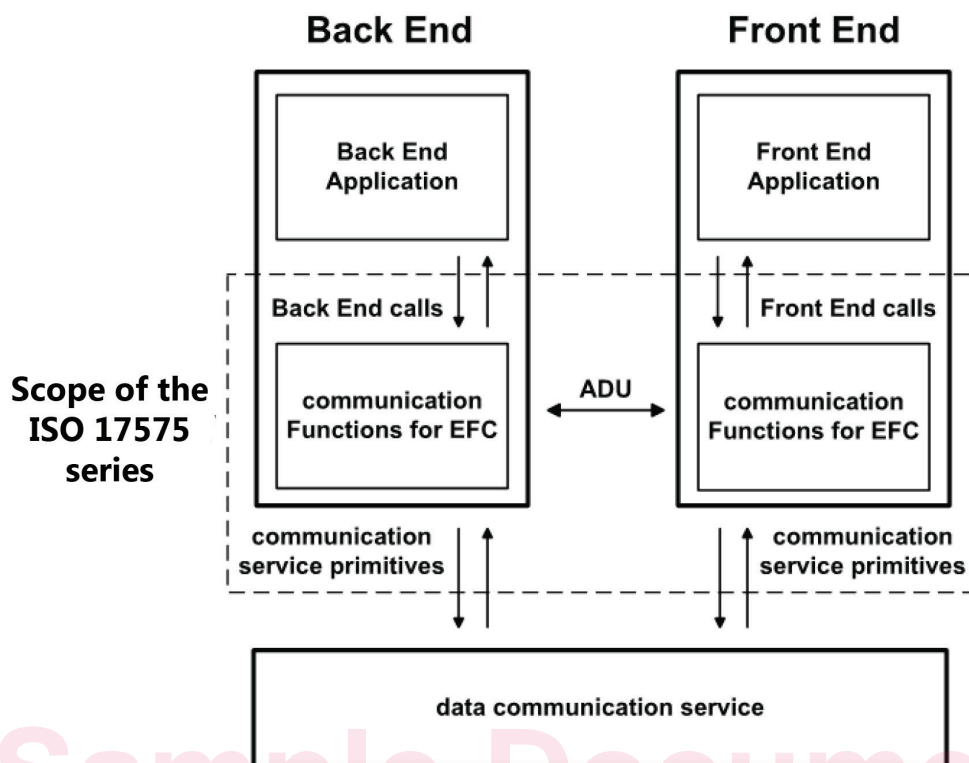 Back End
Front End
Back End
Application
Front End
Application
Back End calls
Front End calls
Scope of the
ISO 17575
series
communication
Functions for EFC
ADU
communication
Functions for EFC
communication
service primitives
communication
service primitives
data communication service
Sample Docume